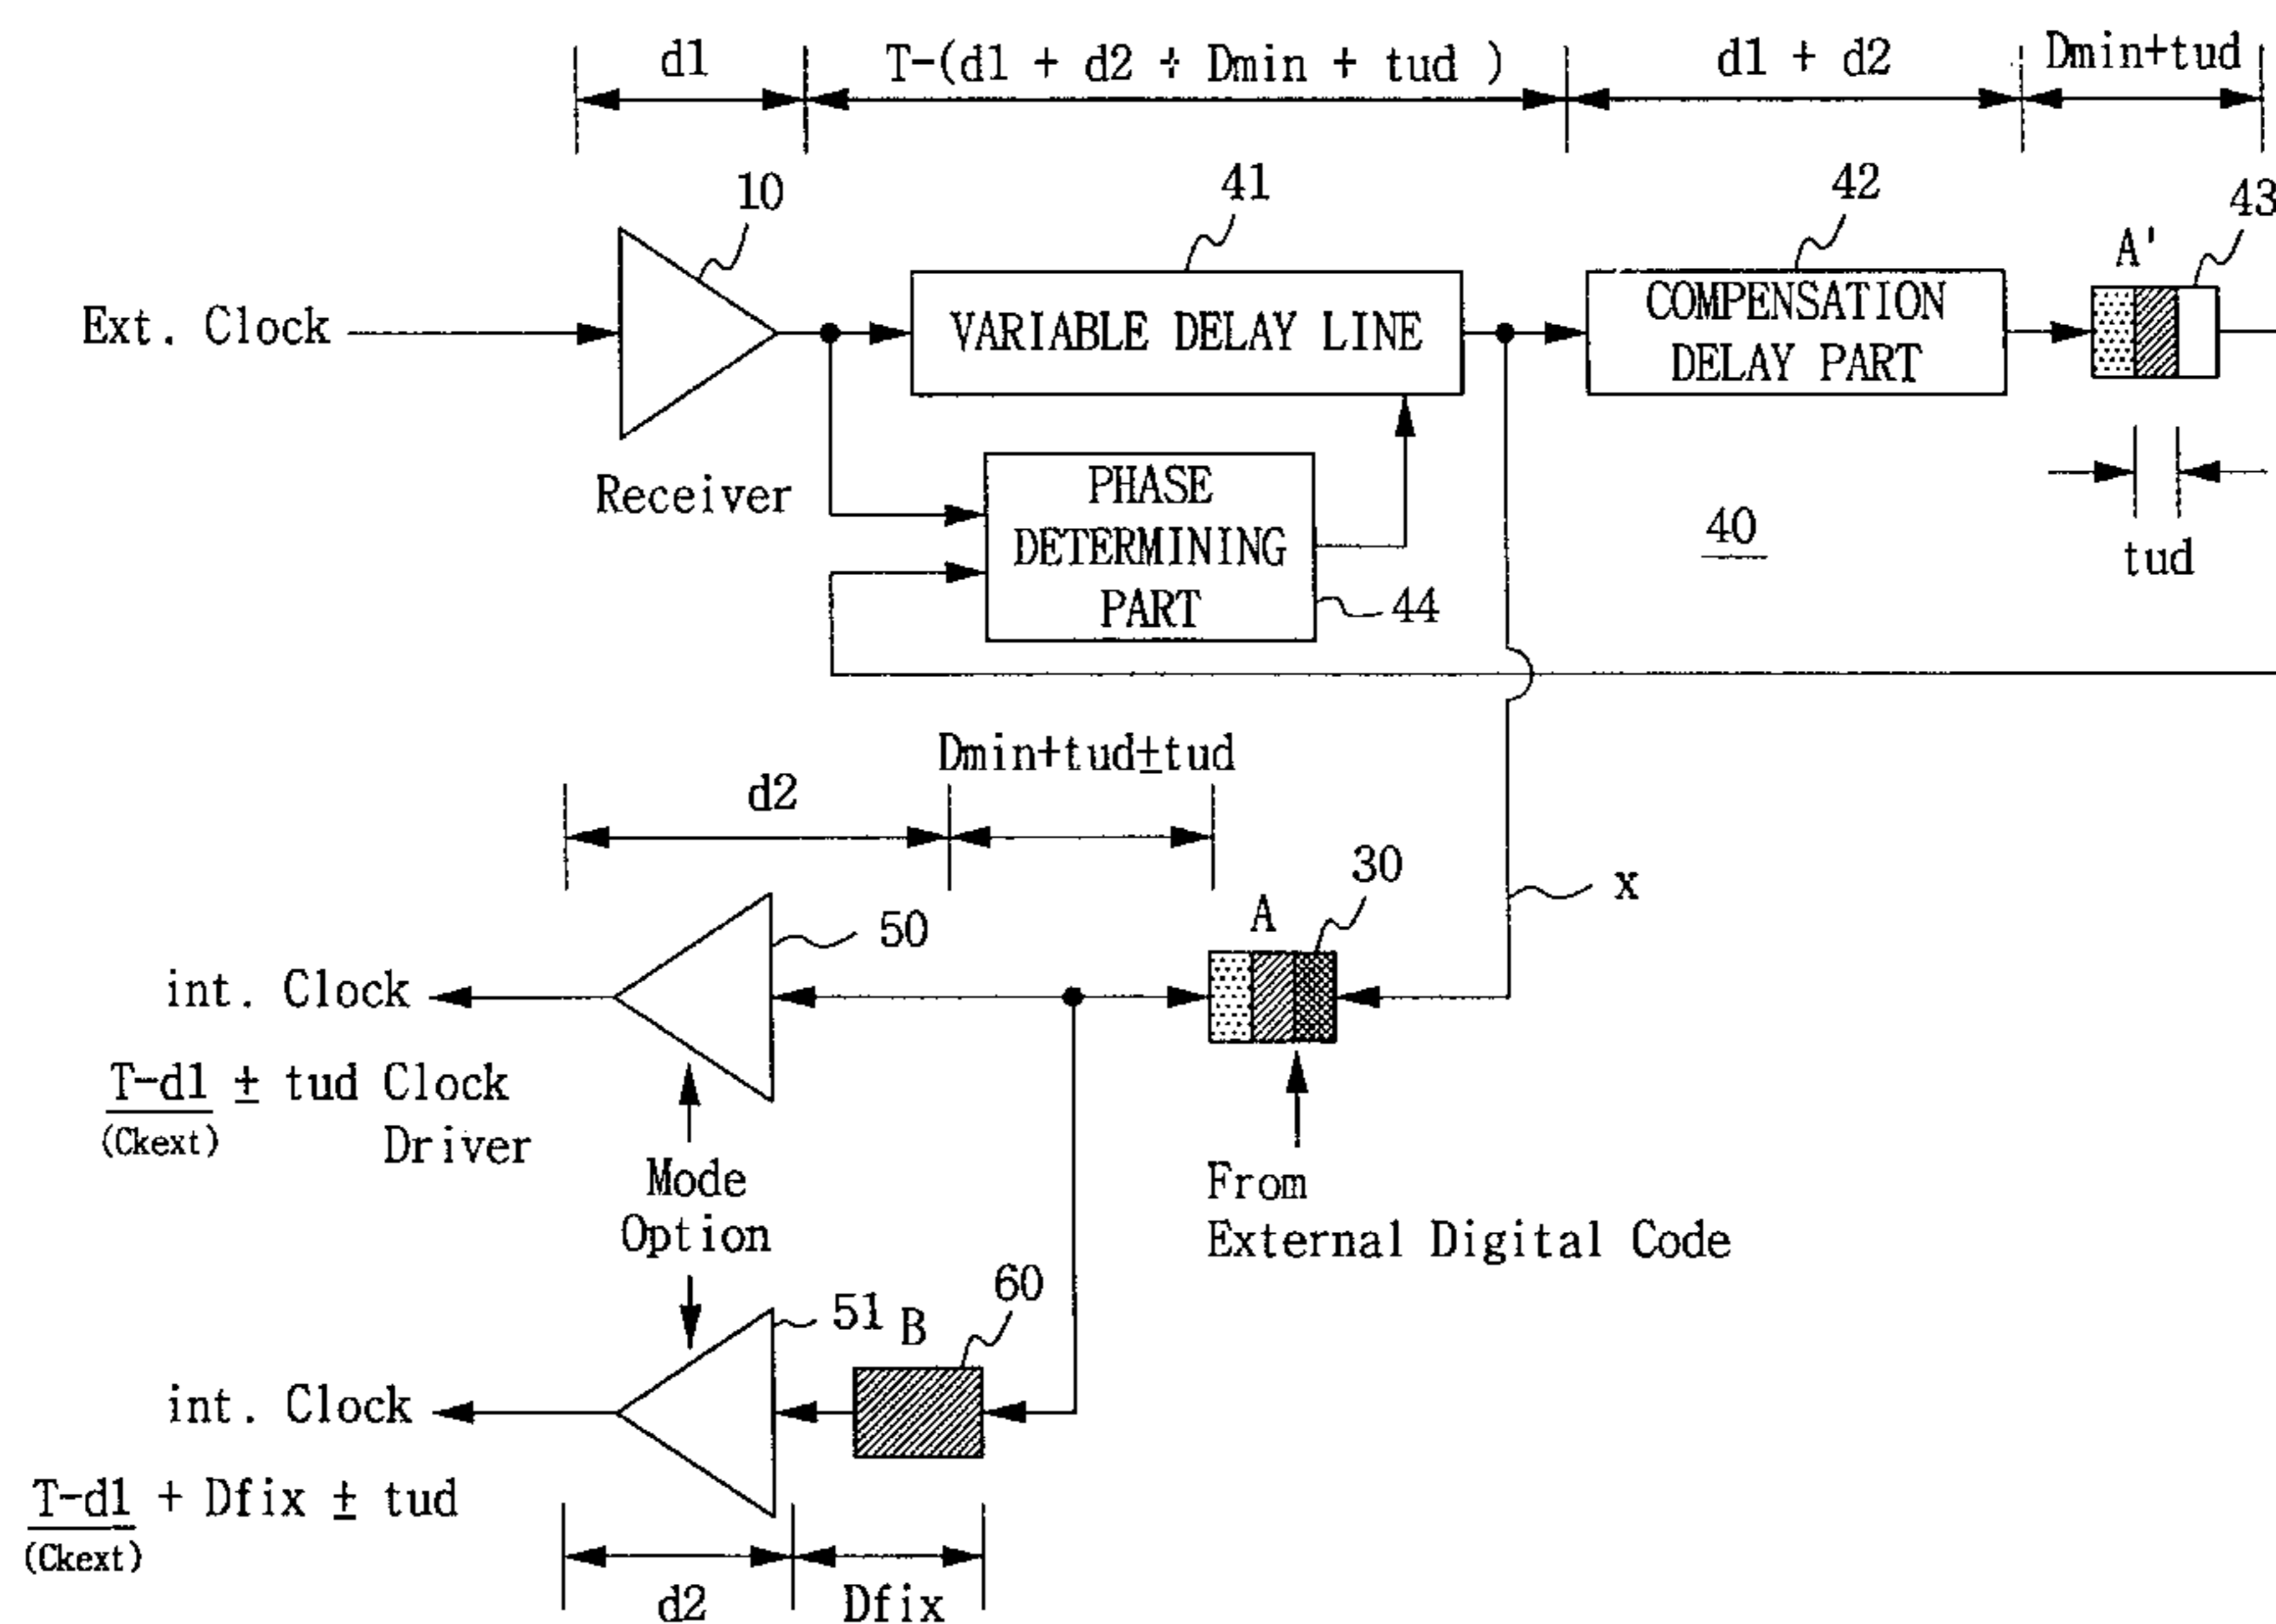 d1
T-(d1 + d2 + Dmin + tud )
d1 + d2
Dmin+tud
10
41
42
43
A'
Ext. Clock
VARIABLE DELAY LINE
COMPENSATION
DELAY PART
Receiver
PHASE
DETERMINING
PART
44
40
tud
Dmin+tud±tud
d2
30
A
x
50
int. Clock
T-d1 ± tud
(Ckext)
Clock
Driver
Mode
Option
From
External Digital Code
60
51
B
int. Clock
T-d1 + Dfix ± tud
(Ckext)
d2
Dfix